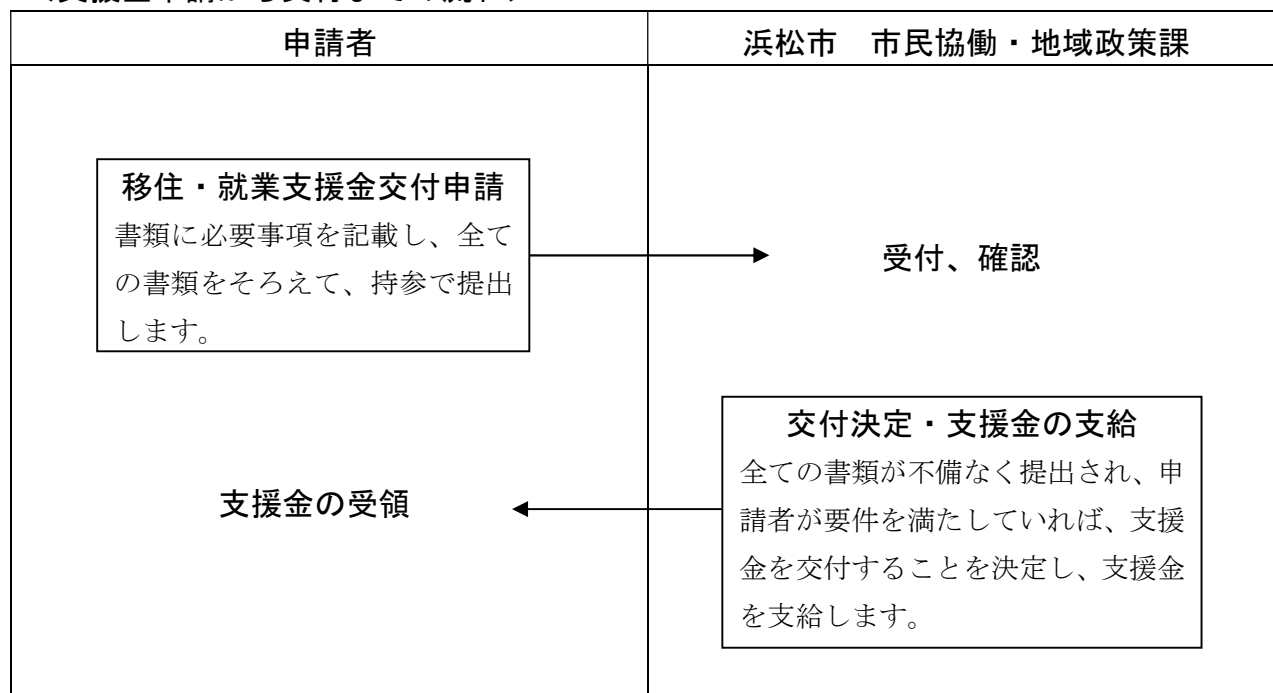 申請者
浜松市　市民協働・地域政策課
移住・就業支援金交付申請
書類に必要事項を記載し、全て
の書類をそろえて、持参で提出
します。
受付、確認
交付決定・支援金の支給
全ての書類が不備なく提出され、申
請者が要件を満たしていれば、支援
金を交付することを決定し、支援金
を支給します。
支援金の受領